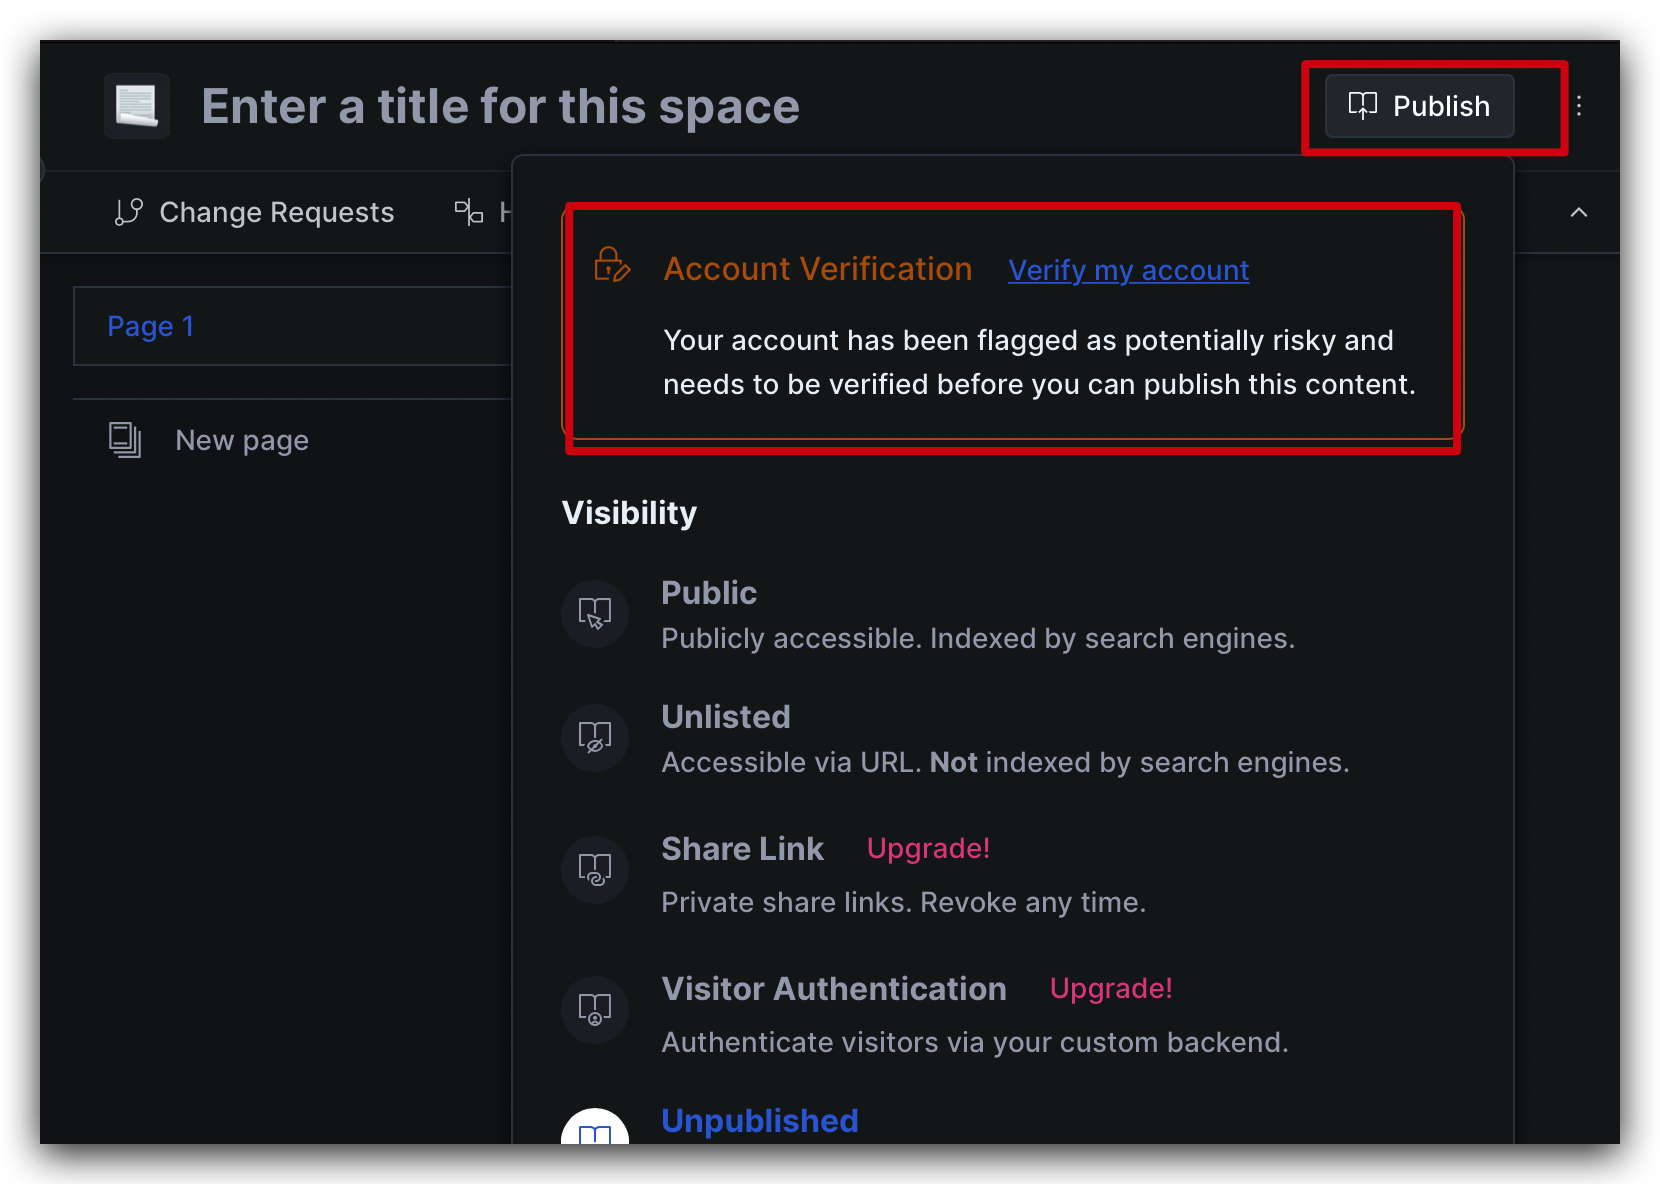 Enter a title for this space
Publish
Change Requests
Account Verification Verify my account
Your account has been flagged as potentially risky and
needs to be verified before you can publish this content.
Page 1
New page
Visibility
Public
Publicly accessible. Indexed by search engines.
Unlisted
Accessible via URL. Not indexed by search engines.
Share Link Upgrade!
Private share links. Revoke any time.
Visitor Authentication Upgrade!
Authenticate visitors via your custom backend.
Unpublished